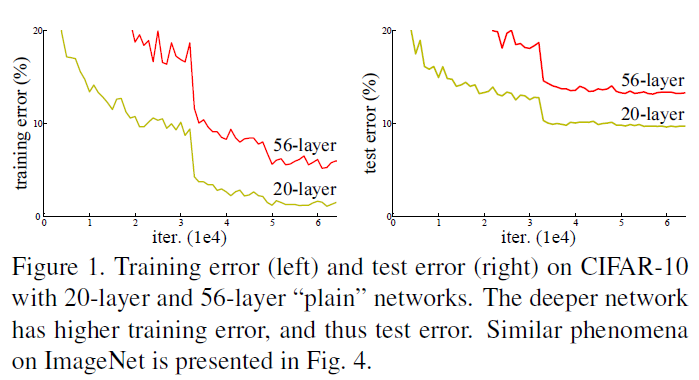 20
10
0
training error (%)
56-layer
20-layer
0 1 2 3 4 5 6
iter. (1e4)
20
10
0
test error (%)
56-layer
20-layer
0 1 2 3 4 5 6
iter. (1e4)
Figure 1. Training error (left) and test error (right) on CIFAR-10
with 20-layer and 56-layer “plain” networks. The deeper network
has higher training error, and thus test error. Similar phenomena
on ImageNet is presented in Fig. 4.